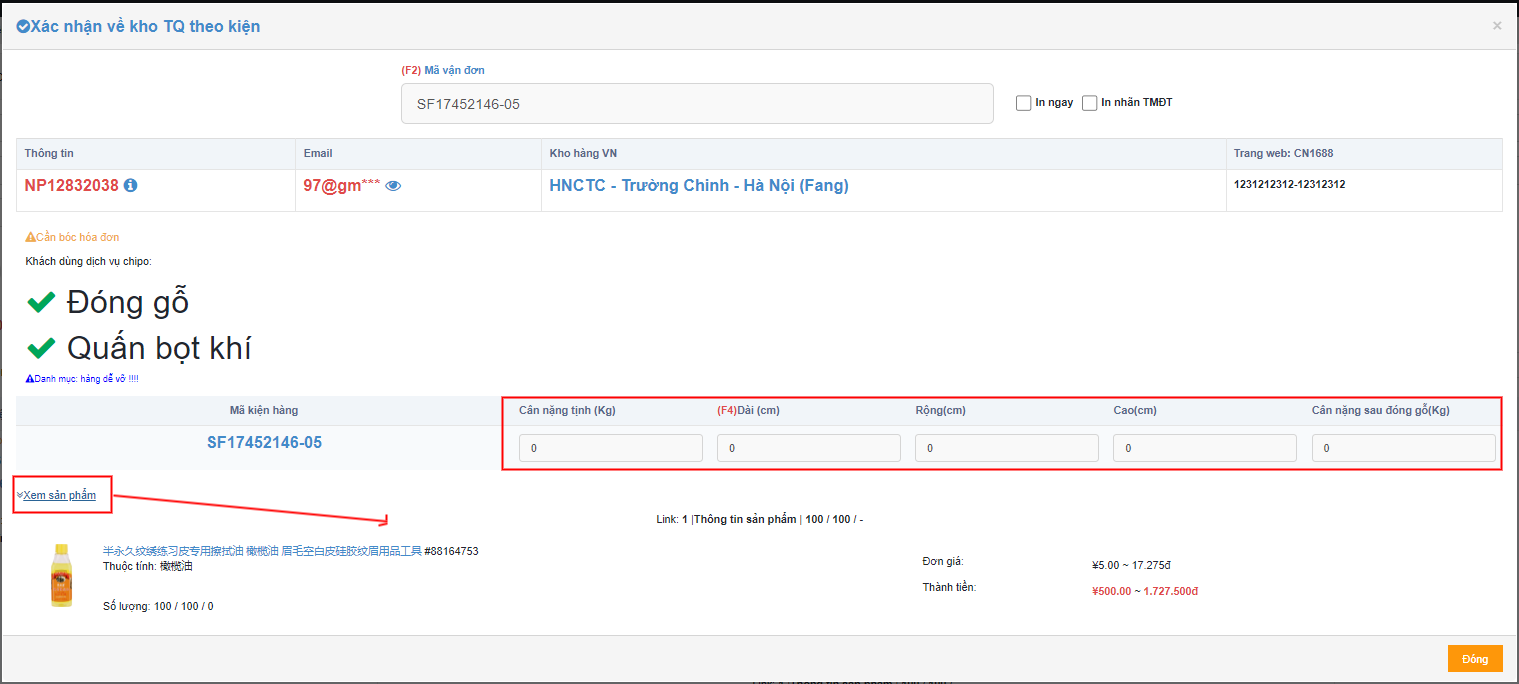 Xác nhận về kho TQ theo kiện
×
(F2) Mã vận đơn
SF17452146-05
In ngay In nhãn TMĐT
Thông tin Email Kho hàng VN Trang web: CN1688
NP12832038 97@gm*** HNCTC - Trường Chinh - Hà Nội (Fang) 1231212312-12312312
Cần bóc hóa đơn
Khách dùng dịch vụ chipo:
Đóng gỗ
Quấn bọt khí
Danh mục: hàng dễ vỡ !!!!
Mã kiện hàng Cân nặng tịnh (Kg) (F4)Dài (cm) Rộng(cm) Cao(cm) Cân nặng sau đóng gỗ(Kg)
SF17452146-05 0 0 0 0 0
Xem sản phẩm
Link: 1 |Thông tin sản phẩm | 100 / 100 / -
半永久纹绣练习皮专用擦拭油 橄榄油 眉毛空白皮硅胶纹眉用品工具 #88164753
Thuộc tính: 橄榄油
Đơn giá: ¥5.00 ~ 17.275đ
Thành tiền: ¥500.00 ~ 1.727.500đ
Số lượng: 100 / 100 / 0
Đóng